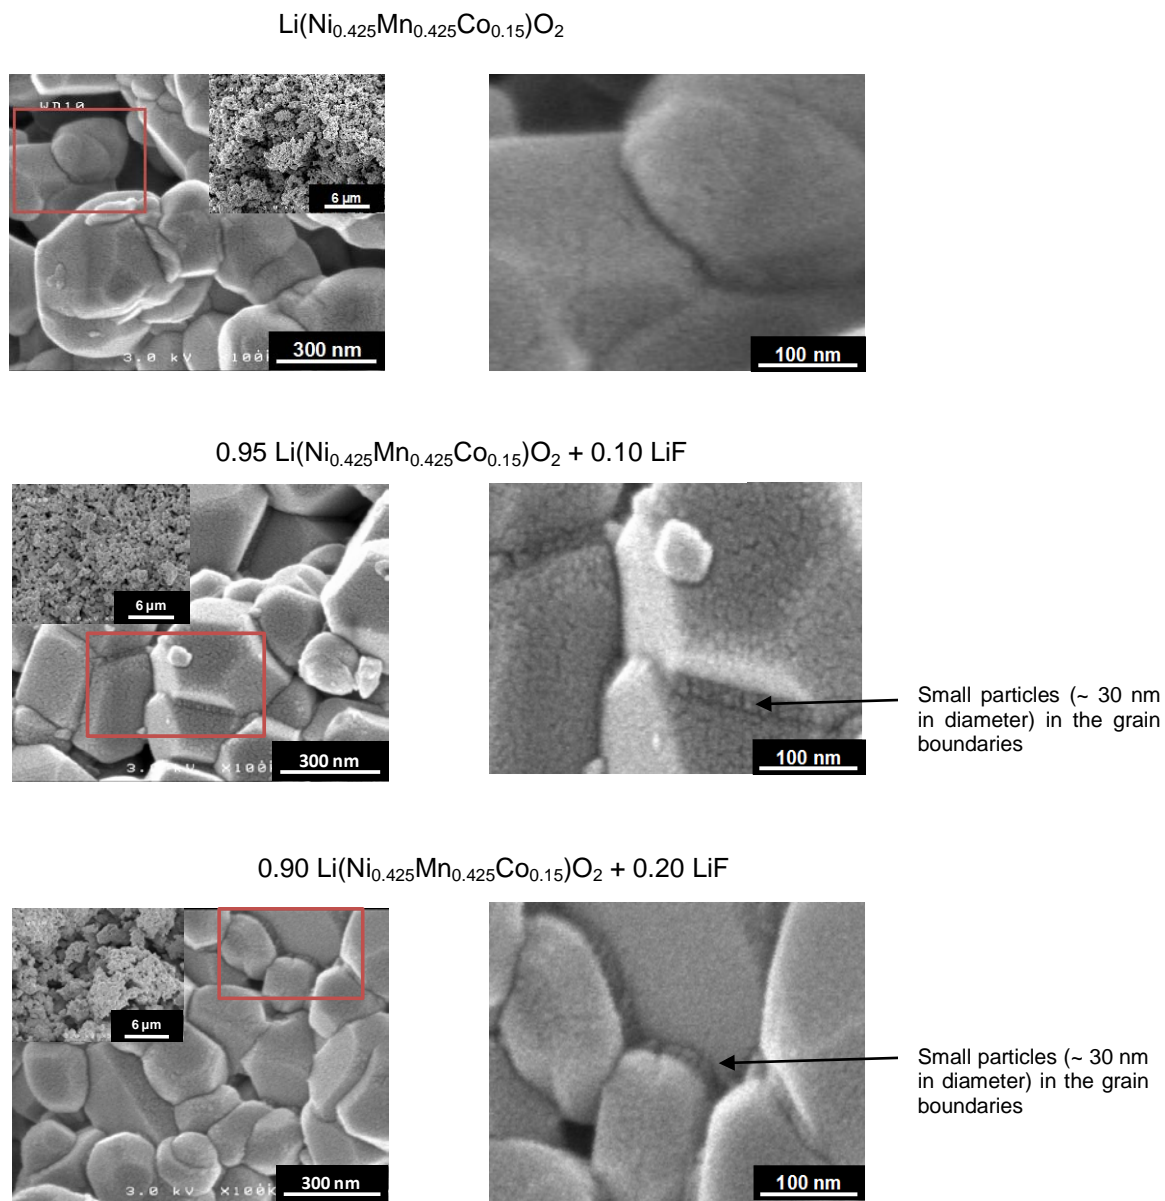 Li(Ni0.425Mn0.425Co0.15)O2
WD10
6 µm
3.0 kV X100k
300 nm
100 nm
0.95 Li(Ni0.425Mn0.425Co0.15)O2 + 0.10 LiF
6 µm
300 nm
100 nm
Small particles (~ 30 nm
in diameter) in the grain
boundaries
0.90 Li(Ni0.425Mn0.425Co0.15)O2 + 0.20 LiF
6 µm
3.0 kV X100k
300 nm
100 nm
Small particles (~ 30 nm
in diameter) in the grain
boundaries